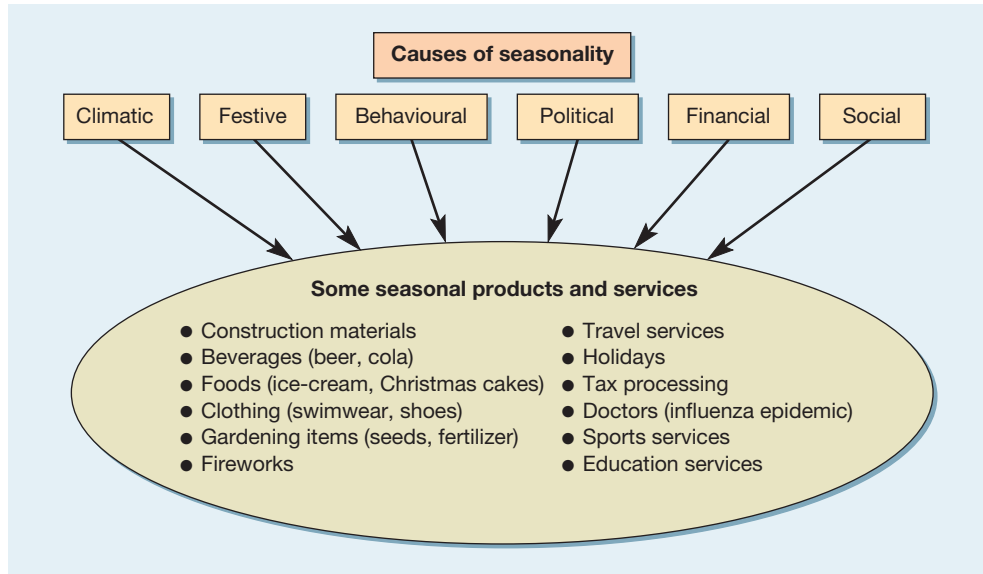 Causes of seasonality
Climatic
Festive
Behavioural
Political
Financial
Social
Some seasonal products and services
● Construction materials
● Beverages (beer, cola)
● Foods (ice-cream, Christmas cakes)
● Clothing (swimwear, shoes)
● Gardening items (seeds, fertilizer)
● Fireworks
● Travel services
● Holidays
● Tax processing
● Doctors (influenza epidemic)
● Sports services
● Education services